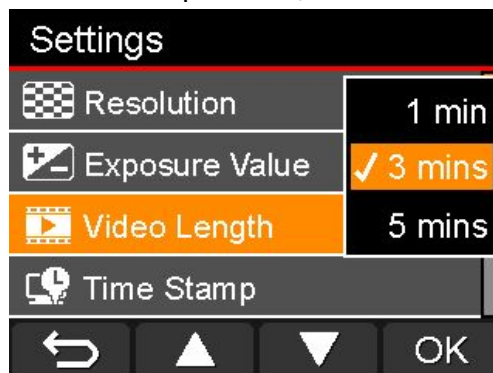 Settings
Resolution
1 min
Exposure Value
3 mins
Video Length
5 mins
Time Stamp
OK